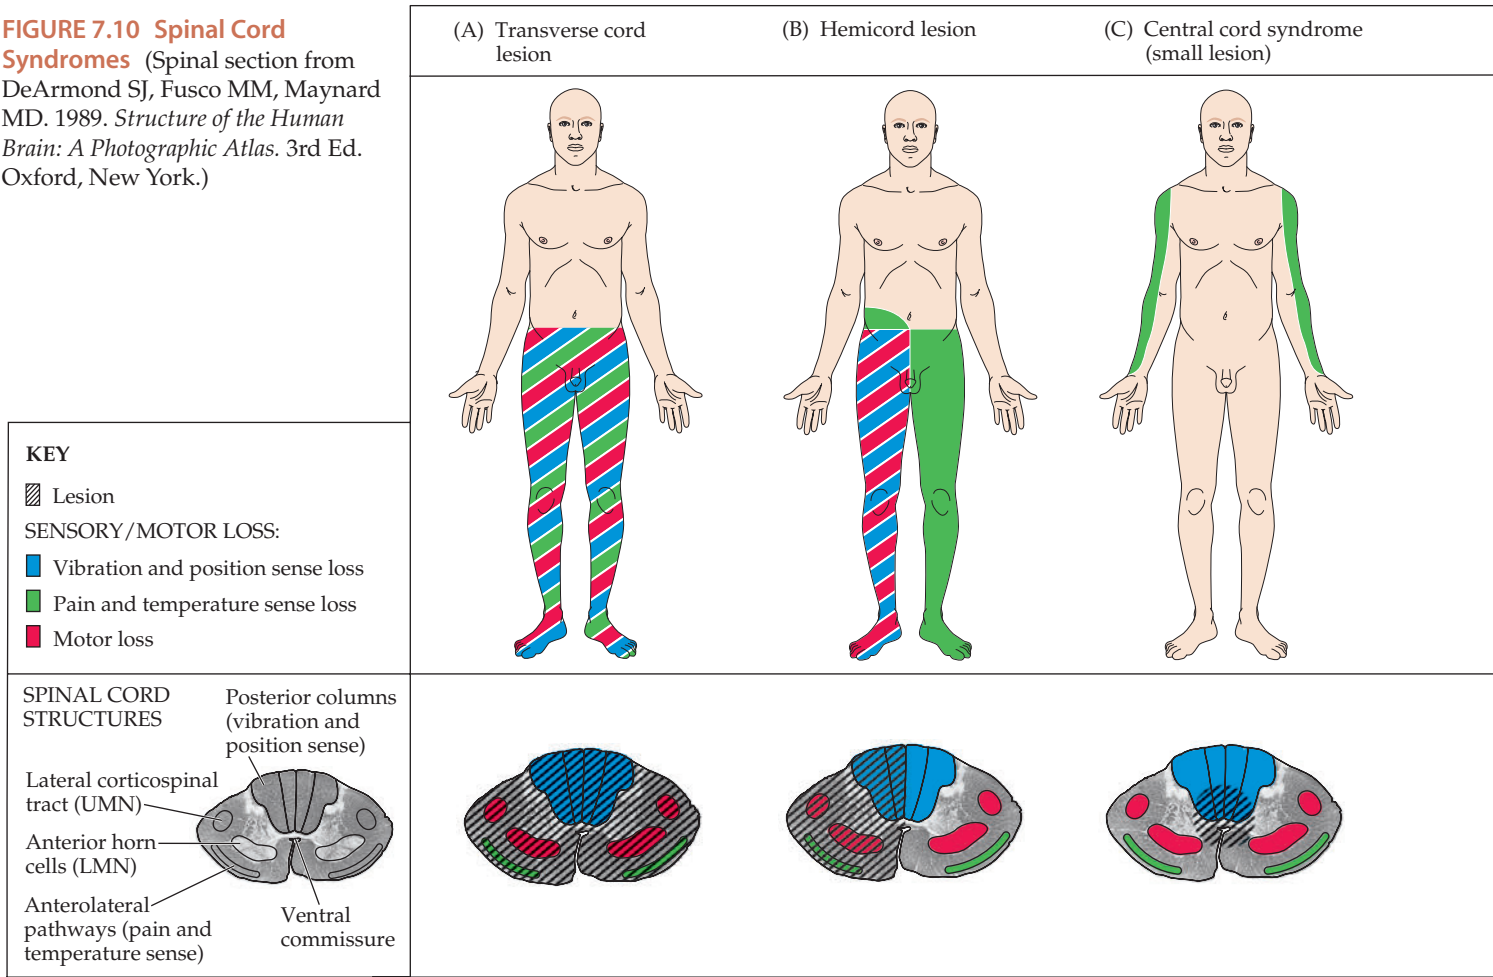 FIGURE 7.10 Spinal Cord
Syndromes (Spinal section from
DeArmond SJ, Fusco MM, Maynard
MD. 1989. Structure of the Human
Brain: A Photographic Atlas. 3rd Ed.
Oxford, New York.)
(A) Transverse cord
lesion
(B) Hemicord lesion
(C) Central cord syndrome
(small lesion)
KEY
Lesion
SENSORY/MOTOR LOSS:
Vibration and position sense loss
Pain and temperature sense loss
Motor loss
SPINAL CORD
STRUCTURES
Posterior columns
(vibration and
position sense)
Lateral corticospinal
tract (UMN)
Anterior horn
cells (LMN)
Anterolateral
pathways (pain and
temperature sense)
Ventral
commissure